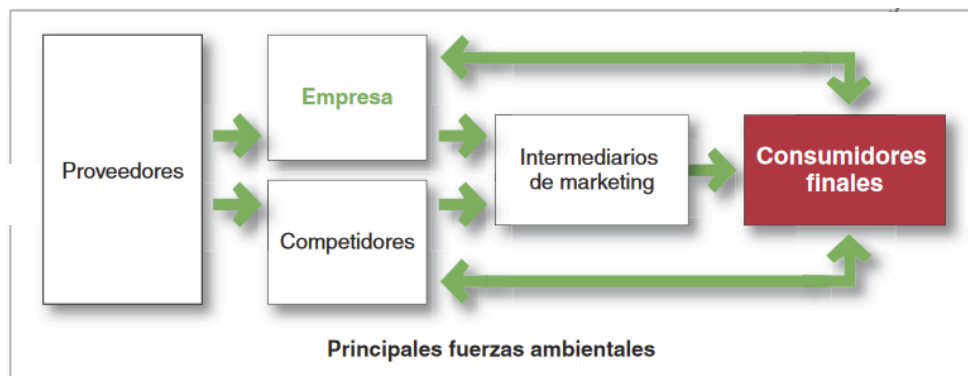 Proveedores
Empresa
Competidores
Intermediarios
de marketing
Consumidores
finales
Principales fuerzas ambientales